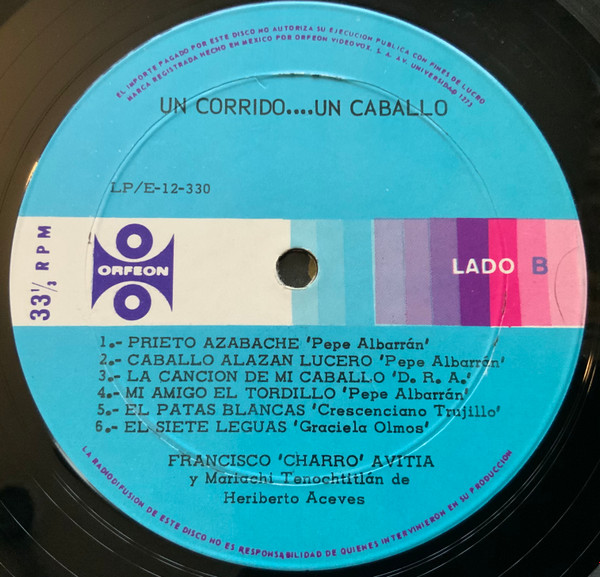 EL IMPORTE PAGADO POR ESTE DISCO NO AUTORIZA SU EJECUCION PUBLICA CON FINES DE LUCRO
MARCA REGISTRADA HECHO EN MEXICO POR ORFEON VIDEOVOX, S. A. AV. UNIVERSIDAD 1273
UN CORRIDO....UN CABALLO
LP/E-12-330
33⅓ RPM
ORFEON
LADO B
1.- PRIETO AZABACHE 'Pepe Albarrán'
2.- CABALLO ALAZAN LUCERO 'Pepe Albarrán'
3.- LA CANCION DE MI CABALLO 'D. R. A.'
4.- MI AMIGO EL TORDILLO 'Pepe Albarrán'
5.- EL PATAS BLANCAS 'Crescenciano Trujillo'
6.- EL SIETE LEGUAS 'Graciela Olmos'
FRANCISCO 'CHARRO' AVITIA
y Mariachi Tenochtitlán de
Heriberto Aceves
LA RADIODIFUSION DE ESTE DISCO NO ES RESPONSABILIDAD DE QUIENES INTERVINIERON EN SU PRODUCCION